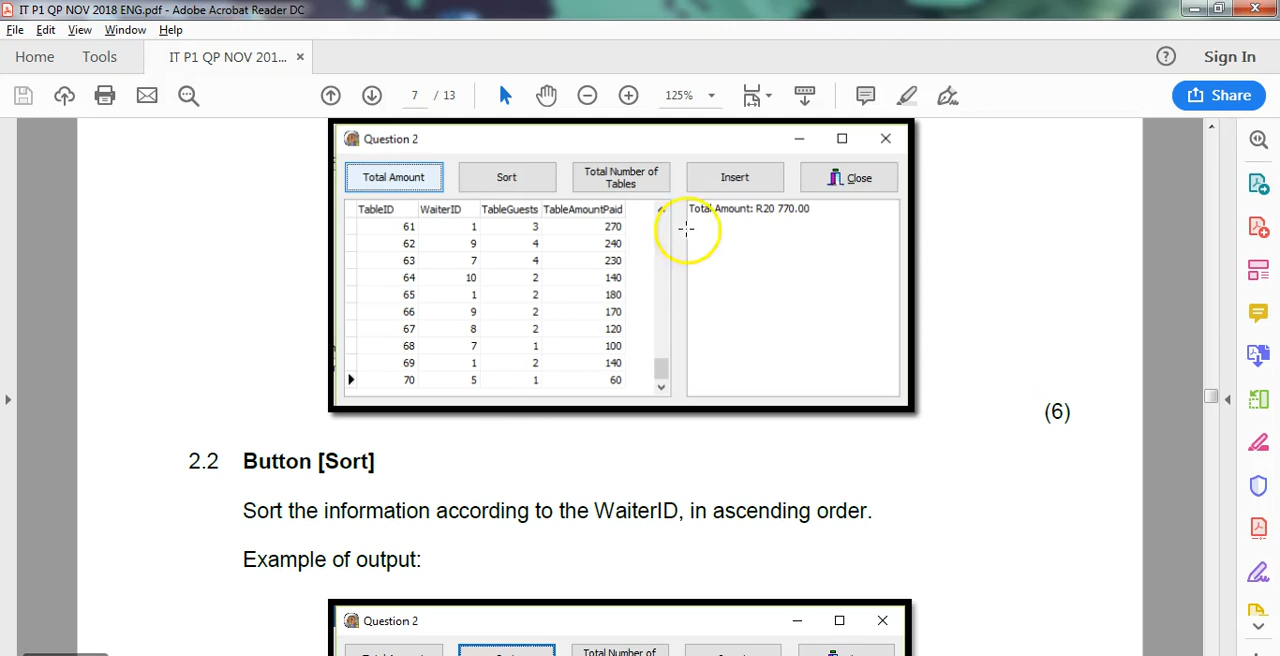 IT P1 QP NOV 2018 ENG.pdf - Adobe Acrobat Reader DC
File Edit View Window Help
Home Tools IT P1 QP NOV 201... × Sign In
7 / 13 125% Share
Question 2
Total Amount Sort Total Number of Tables Insert Close
TableID WaiterID TableGuests TableAmountPaid Total Amount: R20 770.00
61 1 3 270
62 9 4 240
63 7 4 230
64 10 2 140
65 1 2 180
66 9 2 170
67 8 2 120
68 7 1 100
69 1 2 140
70 5 1 60
(6)
2.2 Button [Sort]
Sort the information according to the WaiterID, in ascending order.
Example of output:
Question 2
Total Number of